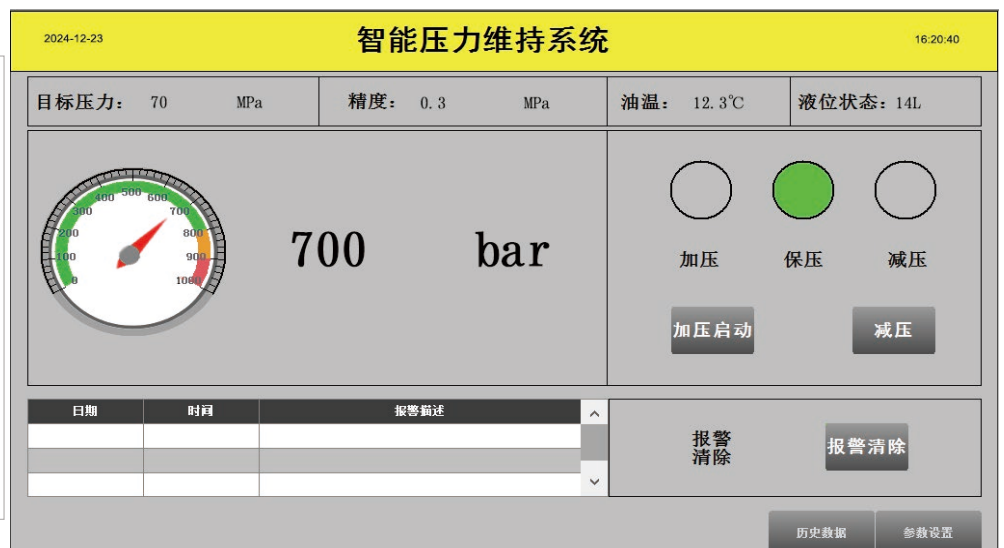 2024-12-23 智能压力维持系统 16:20:40
目标压力: 70 MPa 精度: 0.3 MPa 油温: 12.3℃ 液位状态: 14L
0 100 200 300 400 500 600 700 800 900 1000
700 bar
加压 保压 减压
加压启动 减压
日期 时间 报警描述
报警
清除
报警清除
历史数据 参数设置